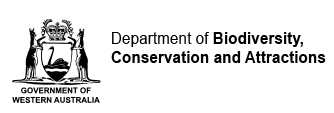 Department of Biodiversity,
Conservation and Attractions
GOVERNMENT OF
WESTERN AUSTRALIA